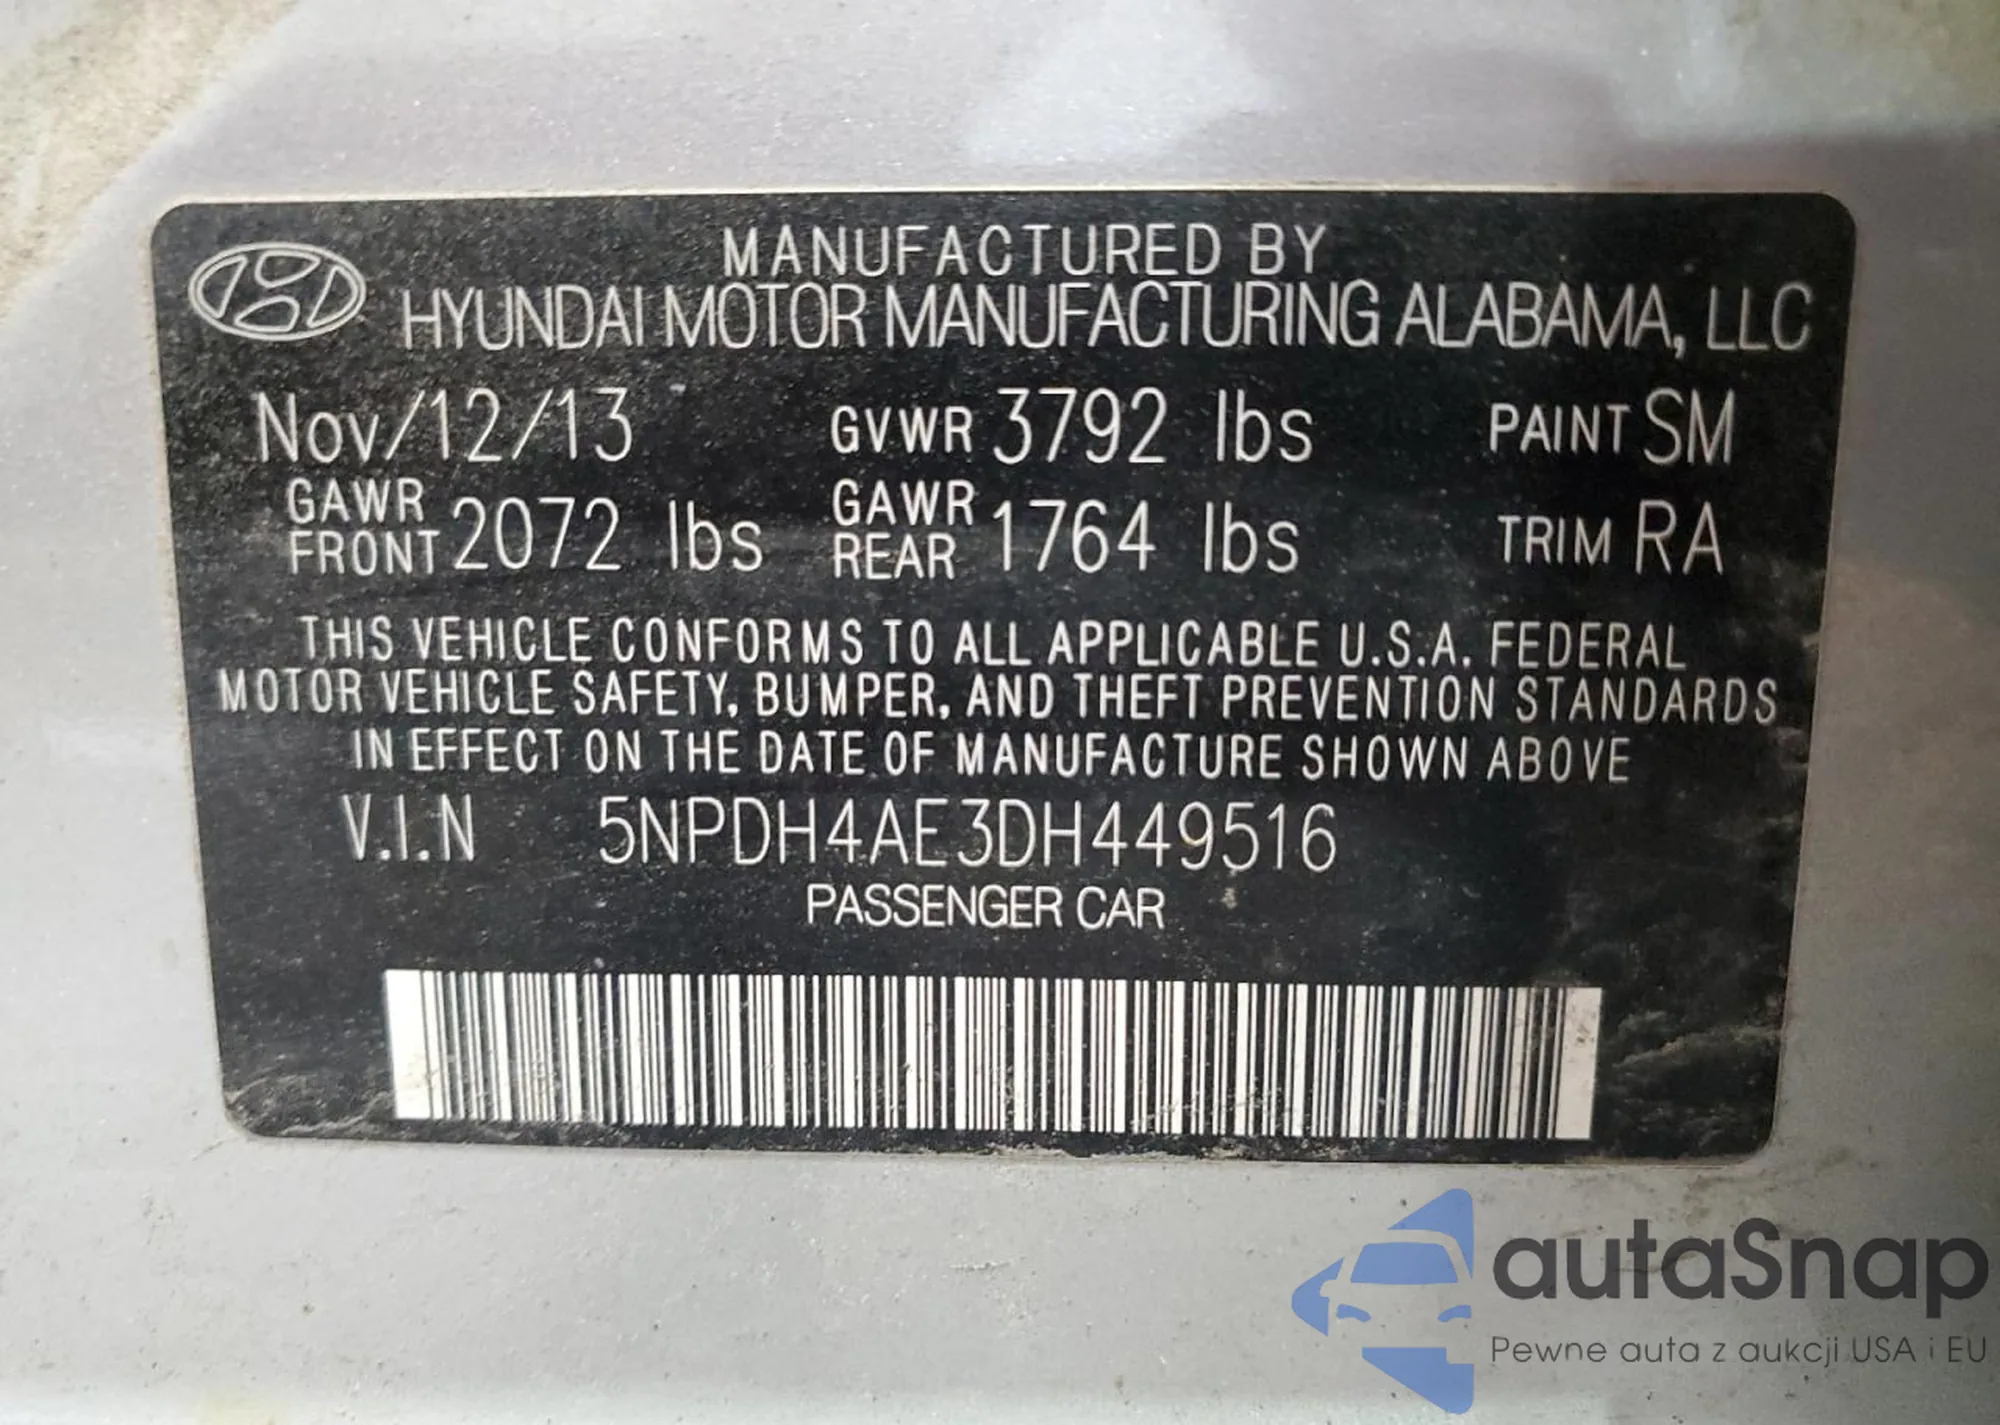 MANUFACTURED BY
HYUNDAI MOTOR MANUFACTURING ALABAMA, LLC
Nov/12/13 GVWR 3792 lbs PAINT SM
GAWR FRONT 2072 lbs GAWR REAR 1764 lbs TRIM RA
THIS VEHICLE CONFORMS TO ALL APPLICABLE U.S.A. FEDERAL
MOTOR VEHICLE SAFETY, BUMPER, AND THEFT PREVENTION STANDARDS
IN EFFECT ON THE DATE OF MANUFACTURE SHOWN ABOVE
V.I.N 5NPDH4AE3DH449516
PASSENGER CAR
autaSnap
Pewne auta z aukcji USA i EU